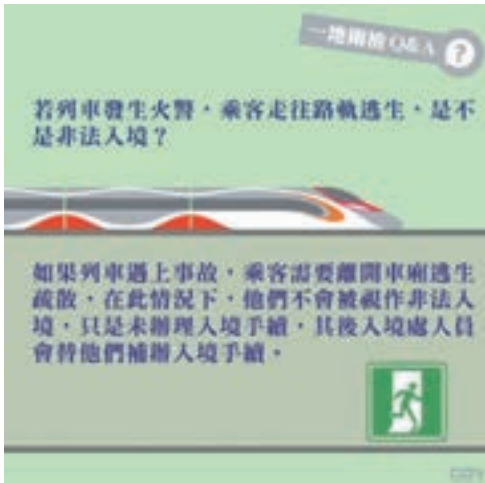 一地兩檢 Q&A ?
若列車發生火警，乘客走往路軌逃生，是不
是非法入境？
如果列車遇上事故，乘客需要離開車廂逃生
疏散，在此情況下，他們不會被視作非法入
境，只是未辦理入境手續，其後入境處人員
會替他們補辦入境手續。